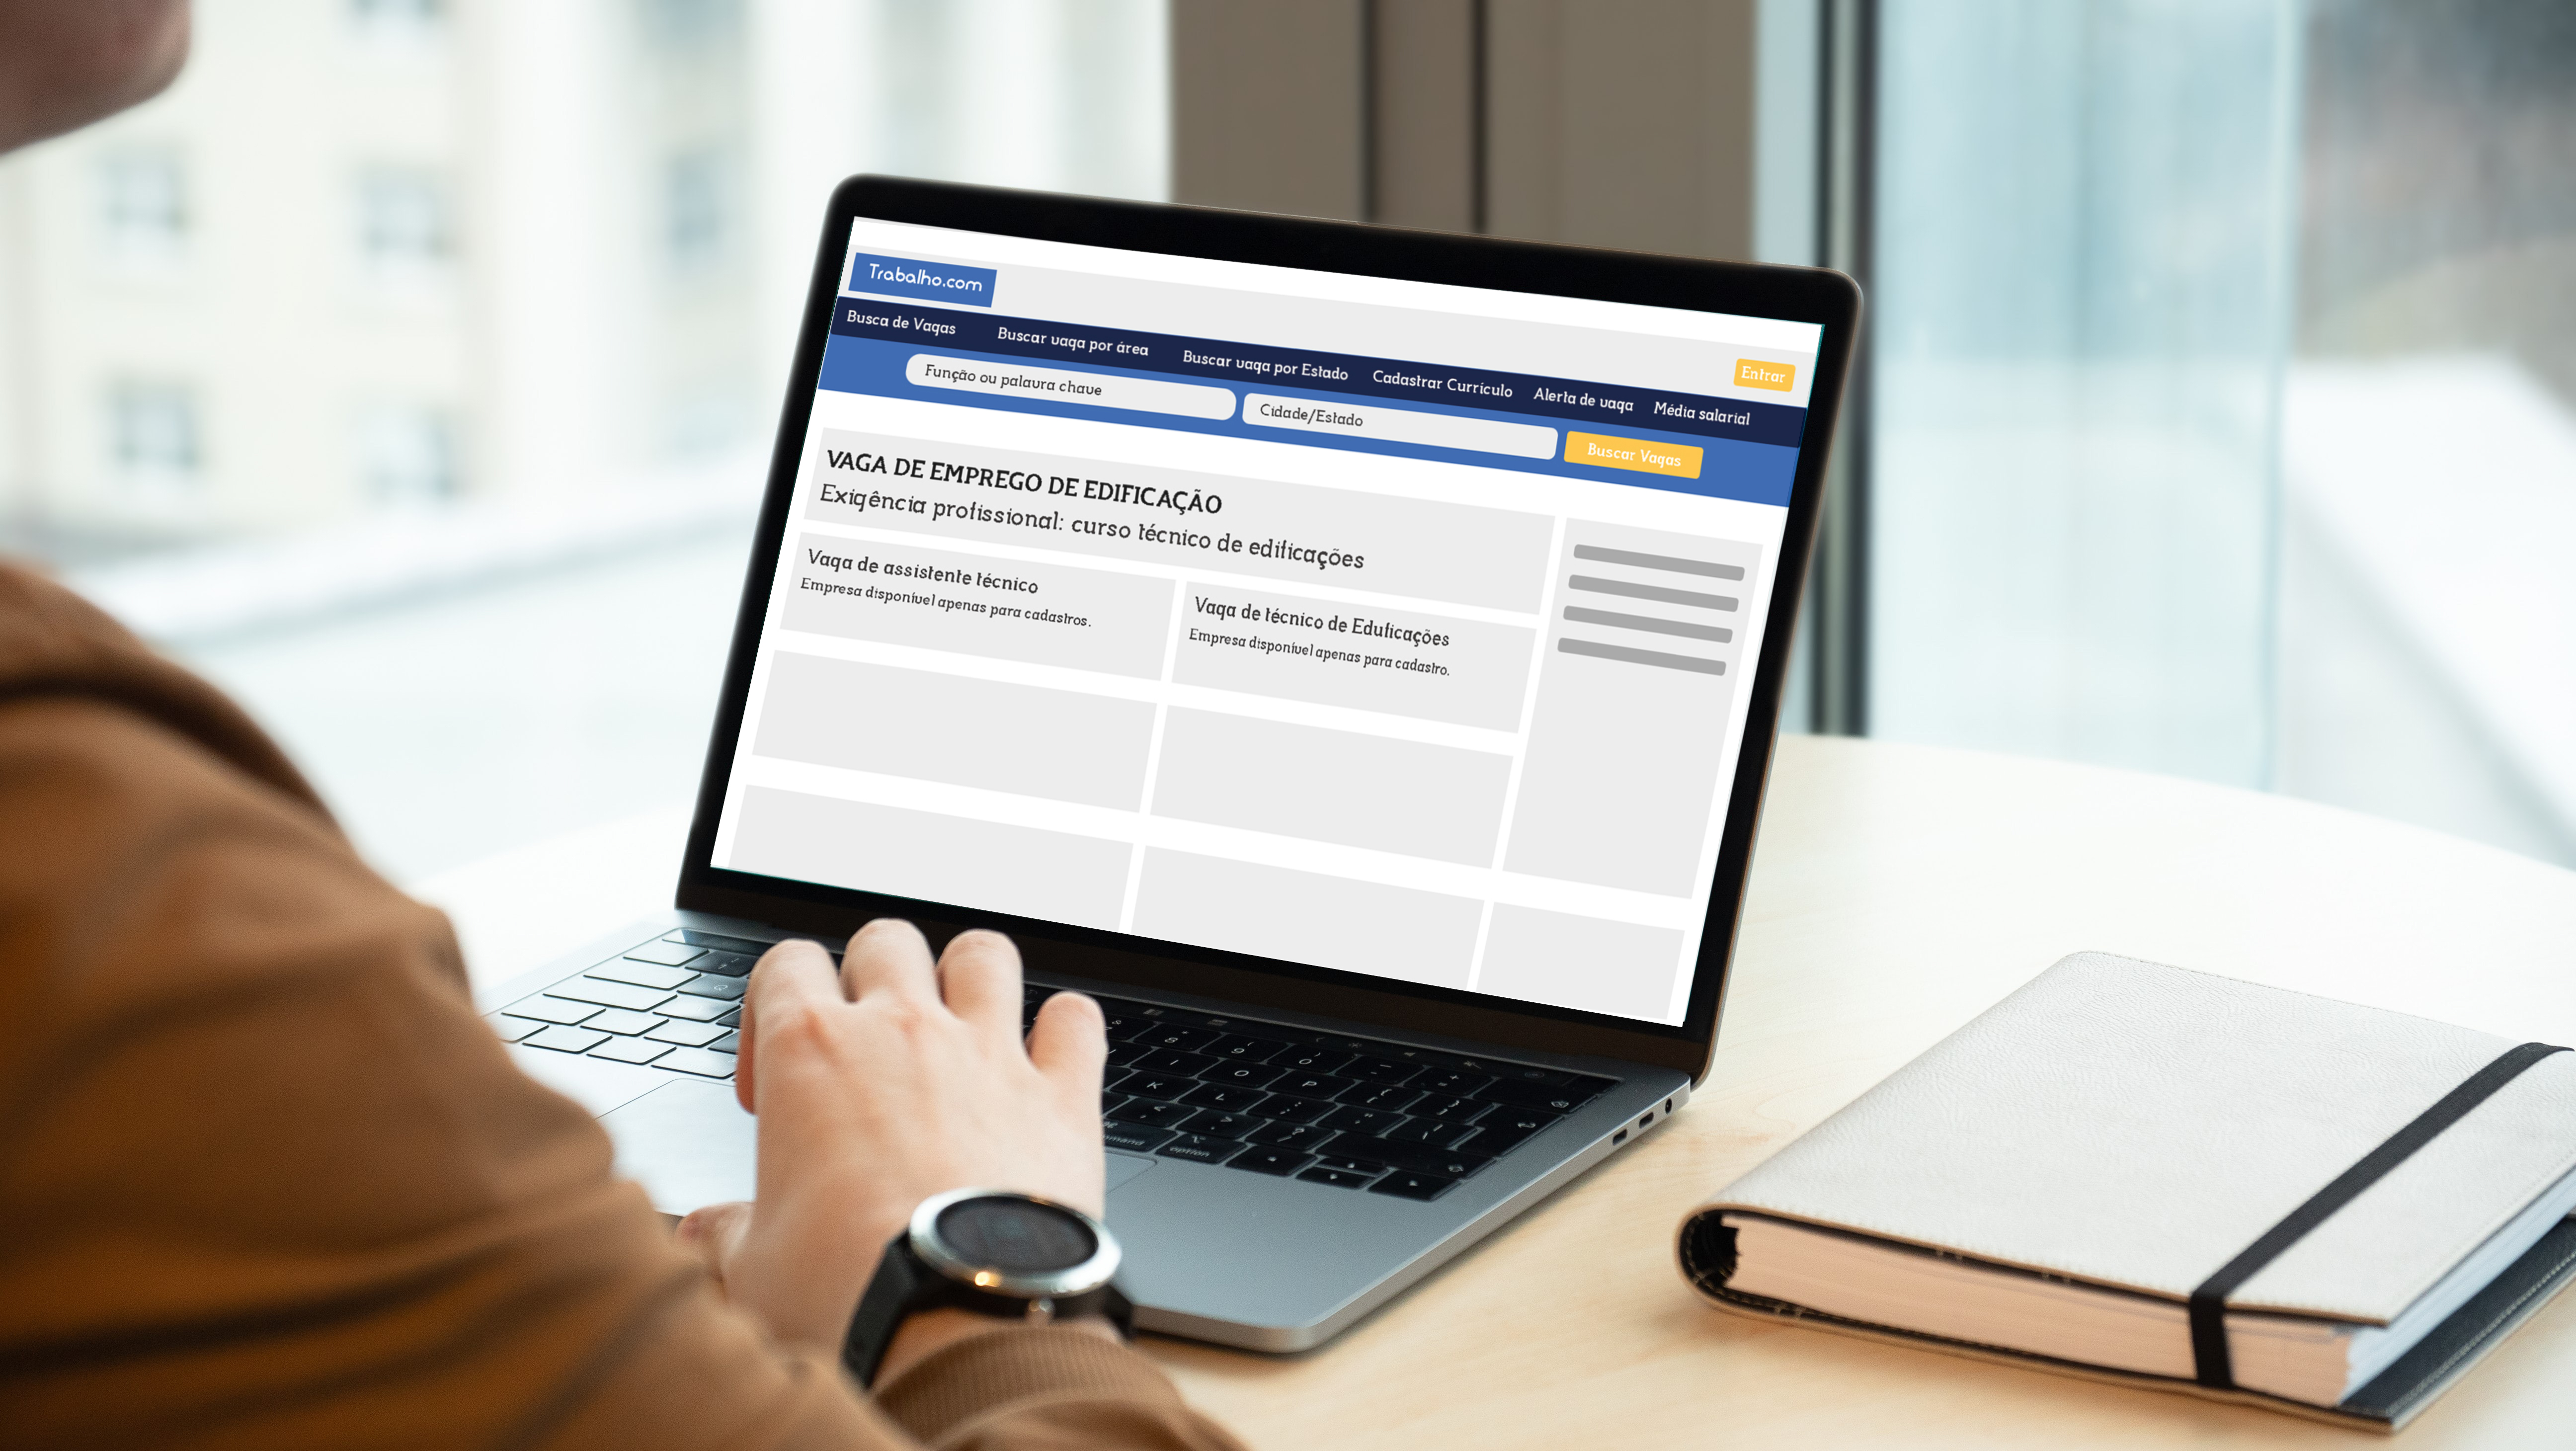 Trabalho.com
Entrar
Busca de Vagas
Buscar vaga por área
Buscar vaga por Estado
Cadastrar Currículo
Alerta de vaga
Média salarial
Função ou palavra chave
Cidade/Estado
Buscar Vagas
VAGA DE EMPREGO DE EDIFICAÇÃO
Exigência profissional: curso técnico de edificações
Vaga de assistente técnico
Empresa disponível apenas para cadastros.
Vaga de técnico de Eduficações
Empresa disponível apenas para cadastro.
command
option